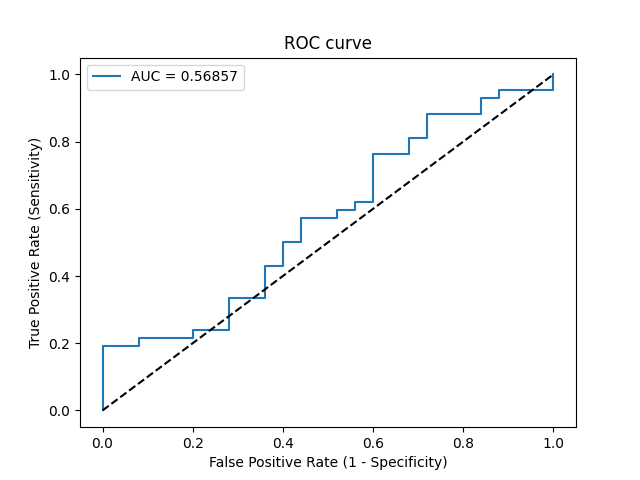 ROC curve
AUC = 0.56857
True Positive Rate (Sensitivity)
1.0
0.8
0.6
0.4
0.2
0.0
0.0 0.2 0.4 0.6 0.8 1.0
False Positive Rate (1 - Specificity)